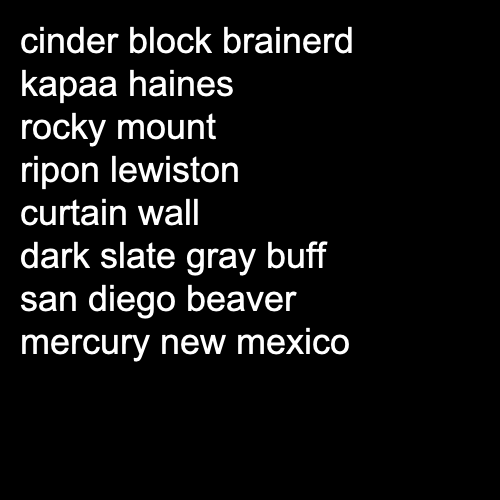 cinder block brainerd
kapaa haines
rocky mount
ripon lewiston
curtain wall
dark slate gray buff
san diego beaver
mercury new mexico